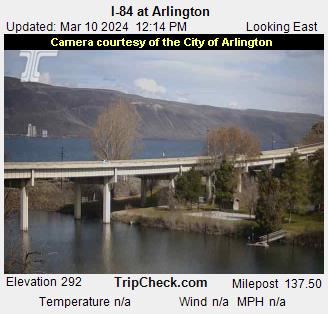 I-84 at Arlington
Updated: Mar 10 2024 12:14 PM Looking East
Camera courtesy of the City of Arlington
Elevation 292 TripCheck.com Milepost 137.50
Temperature n/a Wind n/a MPH n/a